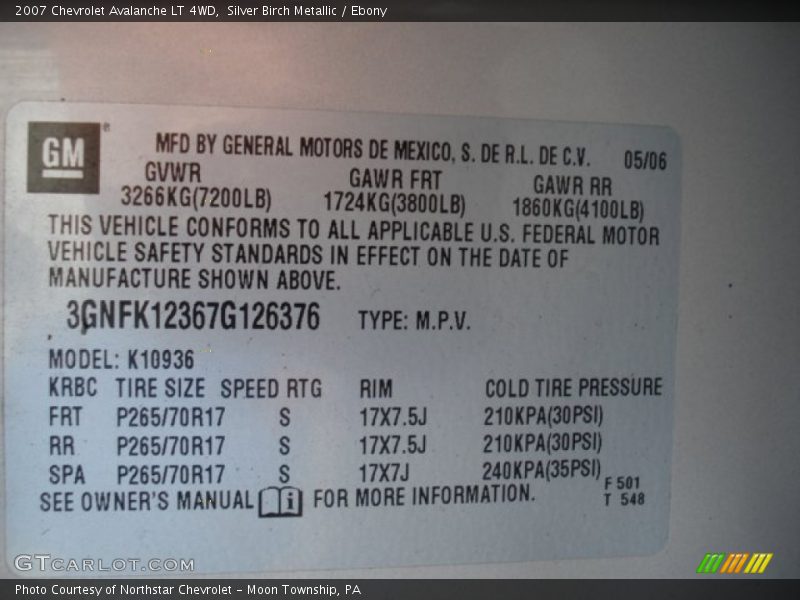 2007 Chevrolet Avalanche LT 4WD,  Silver Birch Metallic / Ebony
GM®
MFD BY GENERAL MOTORS DE MEXICO, S. DE R.L. DE C.V. 05/06
GVWR GAWR FRT GAWR RR
3266KG(7200LB) 1724KG(3800LB) 1860KG(4100LB)
THIS VEHICLE CONFORMS TO ALL APPLICABLE U.S. FEDERAL MOTOR
VEHICLE SAFETY STANDARDS IN EFFECT ON THE DATE OF
MANUFACTURE SHOWN ABOVE.
3GNFK12367G126376 TYPE: M.P.V.
MODEL: K10936
KRBC TIRE SIZE SPEED RTG RIM COLD TIRE PRESSURE
FRT P265/70R17 S 17X7.5J 210KPA(30PSI)
RR P265/70R17 S 17X7.5J 210KPA(30PSI)
SPA P265/70R17 S 17X7J 240KPA(35PSI)
F 501
SEE OWNER'S MANUAL i FOR MORE INFORMATION.
T 548
GTCARLOT.COM
Photo Courtesy of Northstar Chevrolet - Moon Township, PA